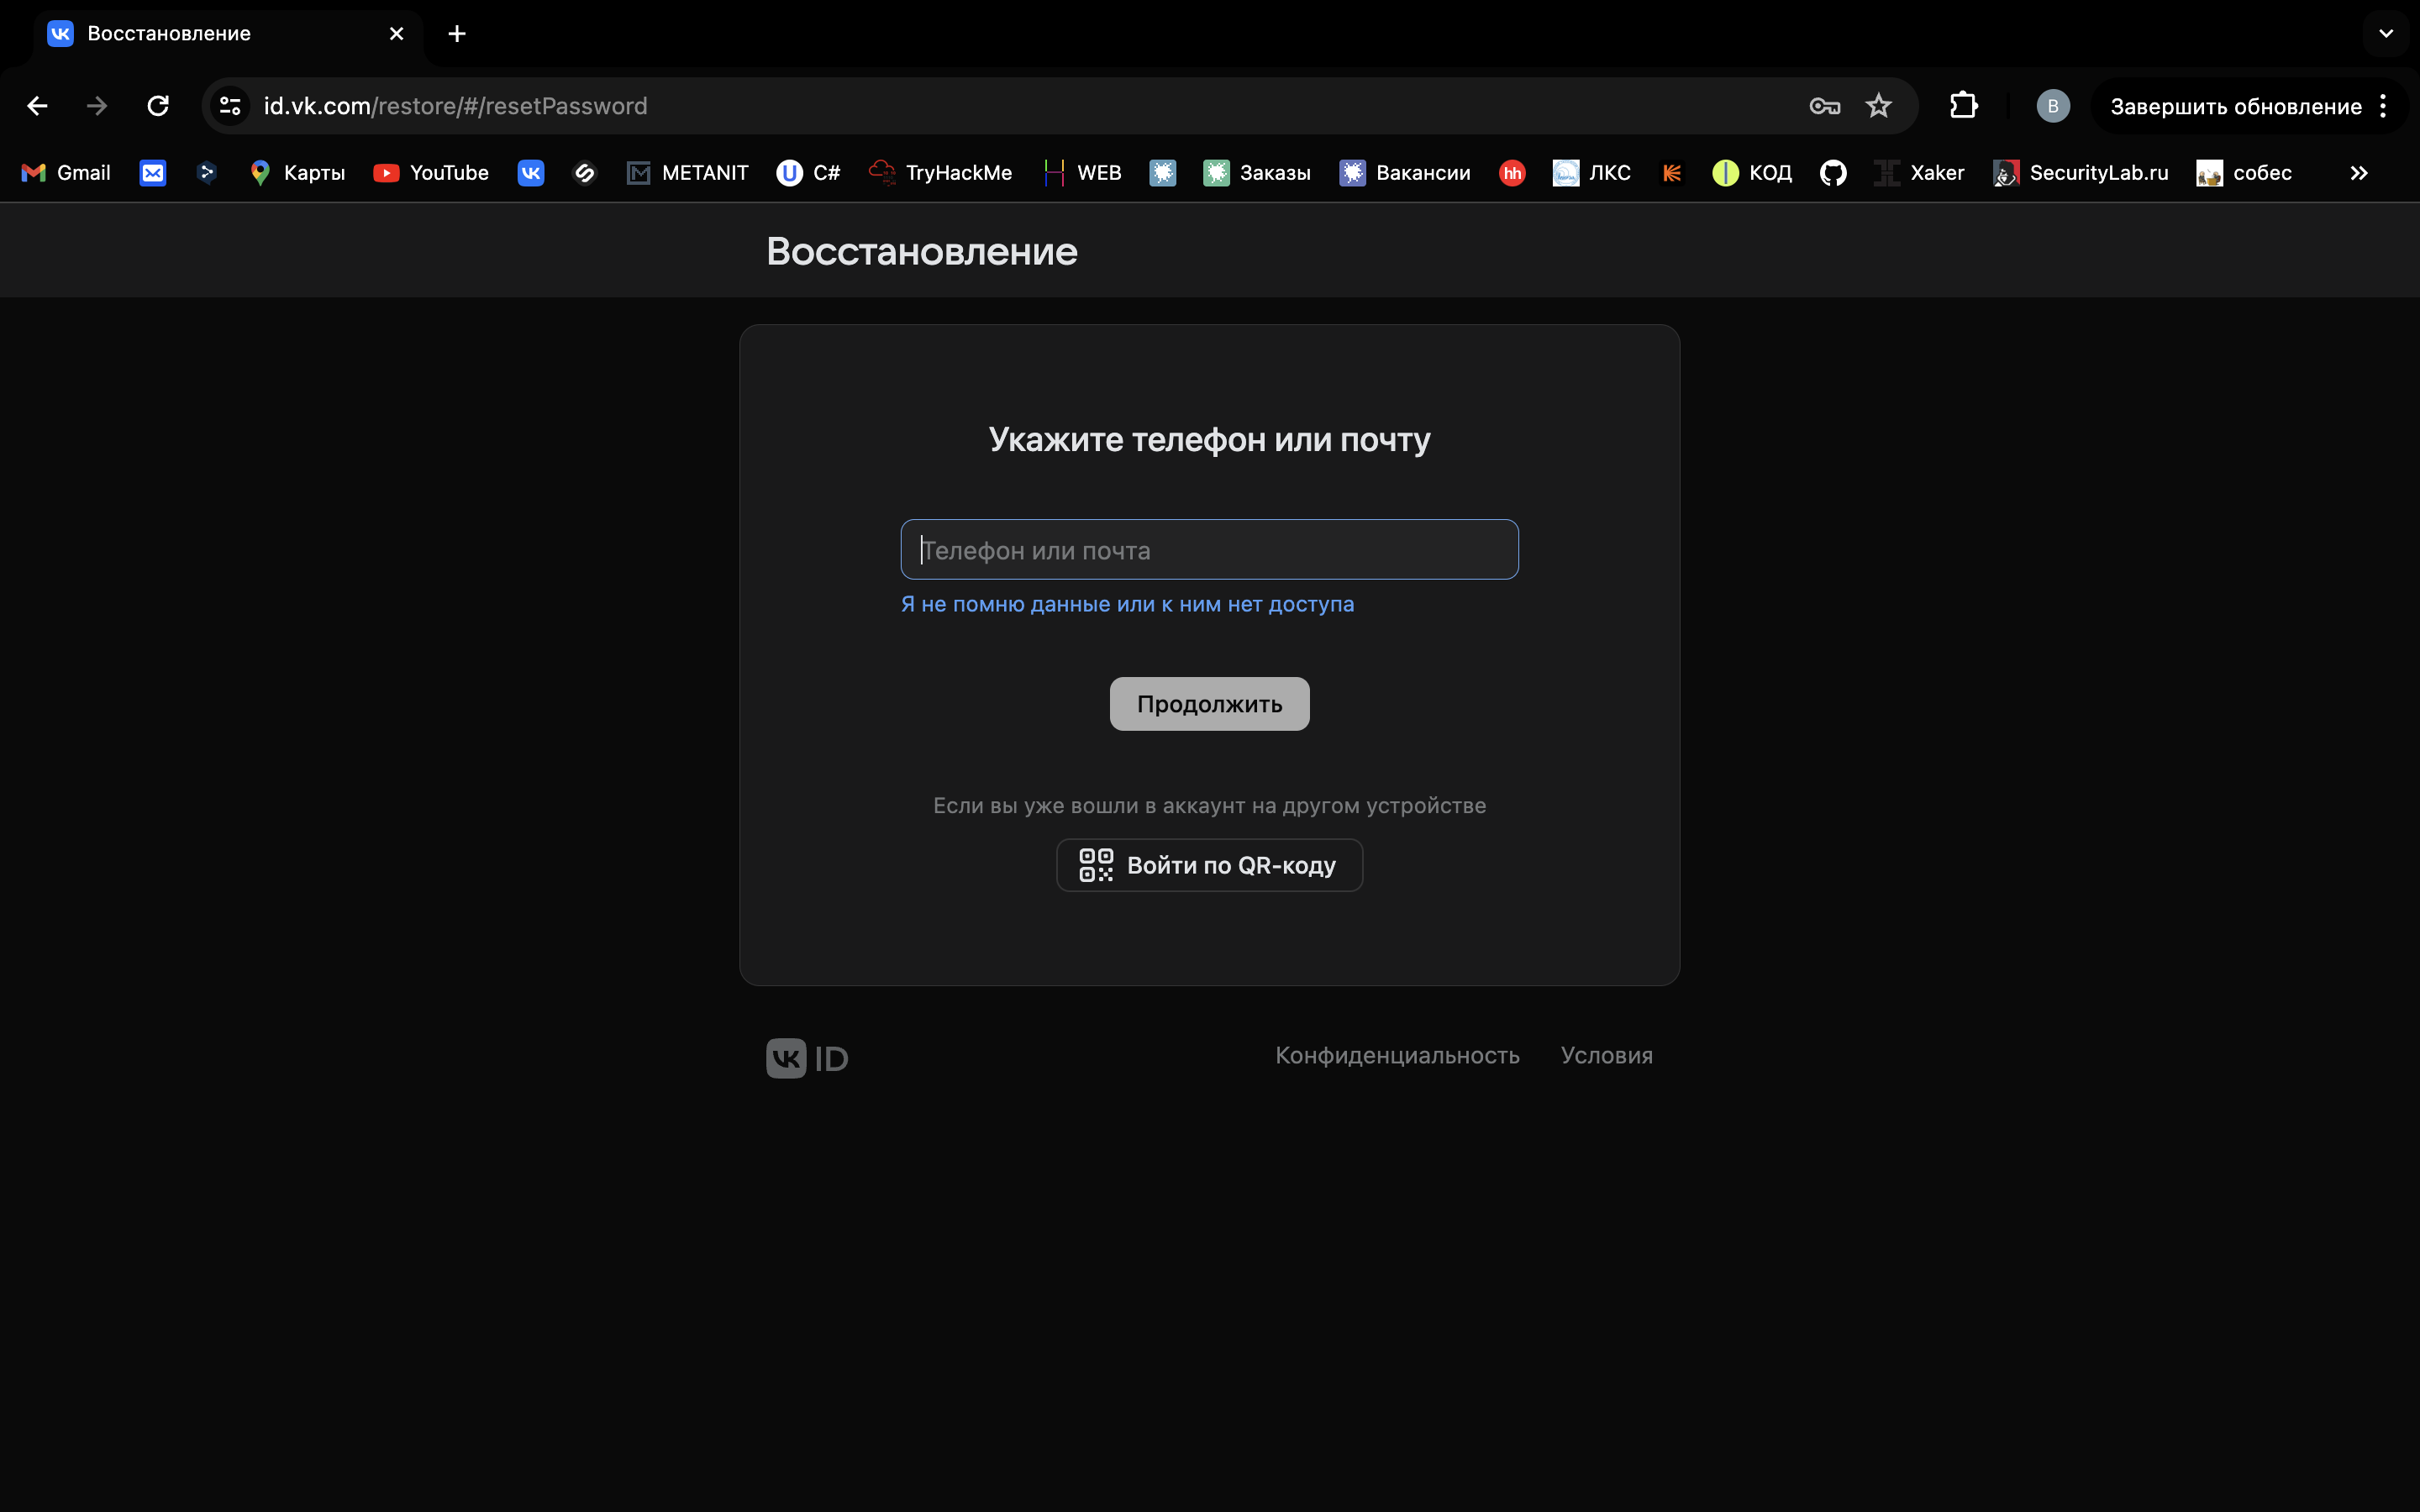 Восстановление
id.vk.com/restore/#/resetPassword
B
Завершить обновление
Gmail
Карты
YouTube
METANIT
U
C#
TryHackMe
WEB
Заказы
Вакансии
hh
ЛКС
КОД
Xaker
SecurityLab.ru
собес
Восстановление
Укажите телефон или почту
Телефон или почта
Я не помню данные или к ним нет доступа
Продолжить
Если вы уже вошли в аккаунт на другом устройстве
Войти по QR-коду
VK ID
Конфиденциальность
Условия